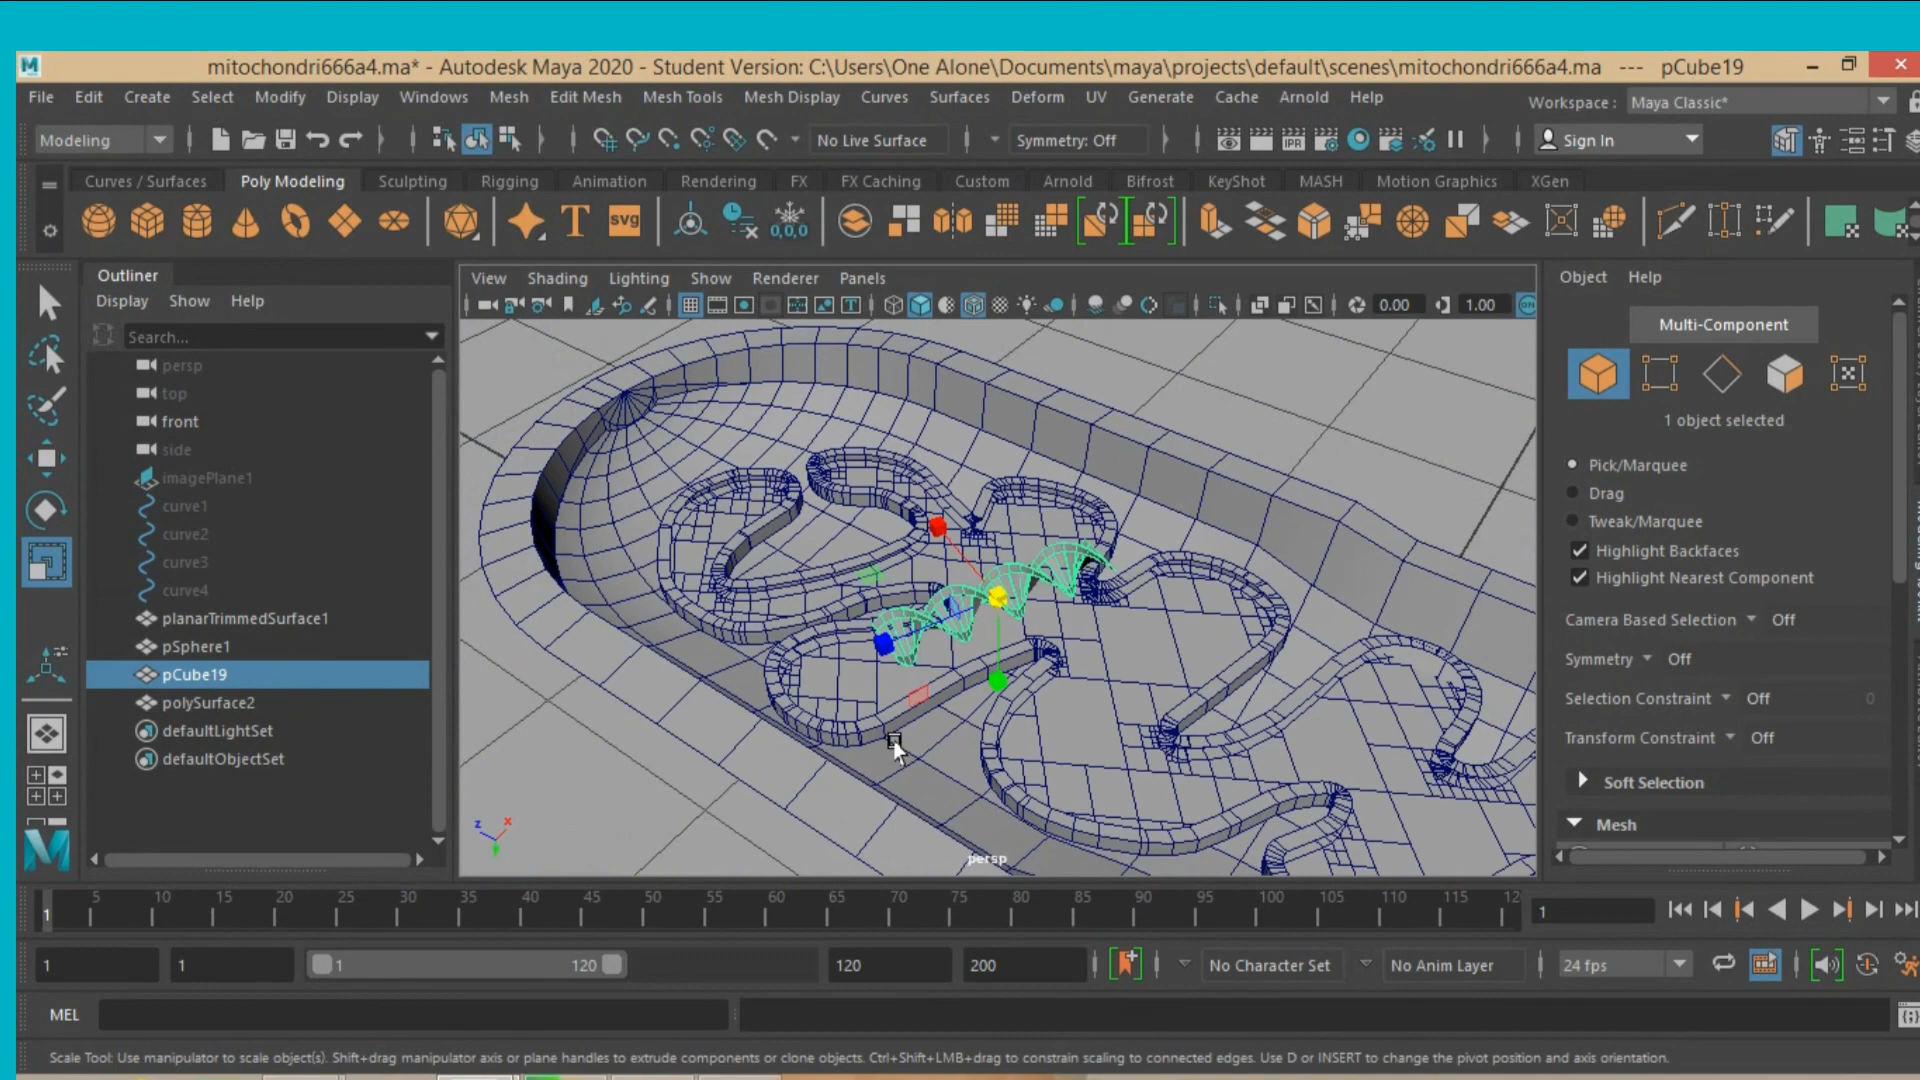 mitochondri666a4.ma* - Autodesk Maya 2020 - Student Version: C:\Users\One Alone\Documents\maya\projects\default\scenes\mitochondri666a4.ma --- pCube19
File Edit Create Select Modify Display Windows Mesh Edit Mesh Mesh Tools Mesh Display Curves Surfaces Deform UV Generate Cache Arnold Help
Workspace : Maya Classic*
Modeling No Live Surface Symmetry: Off IPR Sign In
Curves / Surfaces Poly Modeling Sculpting Rigging Animation Rendering FX FX Caching Custom Arnold Bifrost KeyShot MASH Motion Graphics XGen
T svg 0,0,0
Outliner
Display Show Help
Search...
persp
top
front
side
imagePlane1
curve1
curve2
curve3
curve4
planarTrimmedSurface1
pSphere1
pCube19
polySurface2
defaultLightSet
defaultObjectSet
View Shading Lighting Show Renderer Panels
0.00 1.00 ON
z x
persp
Object Help
Multi-Component
1 object selected
Pick/Marquee
Drag
Tweak/Marquee
Highlight Backfaces
Highlight Nearest Component
Camera Based Selection Off
Symmetry Off
Selection Constraint Off 0
Transform Constraint Off
Soft Selection
Mesh
1 5 10 15 20 25 30 35 40 45 50 55 60 65 70 75 80 85 90 95 100 105 110 115 12 1
1 1 1 120 120 200 No Character Set No Anim Layer 24 fps
MEL
Scale Tool: Use manipulator to scale object(s). Shift+drag manipulator axis or plane handles to extrude components or clone objects. Ctrl+Shift+LMB+drag to constrain scaling to connected edges. Use D or INSERT to change the pivot position and axis orientation.